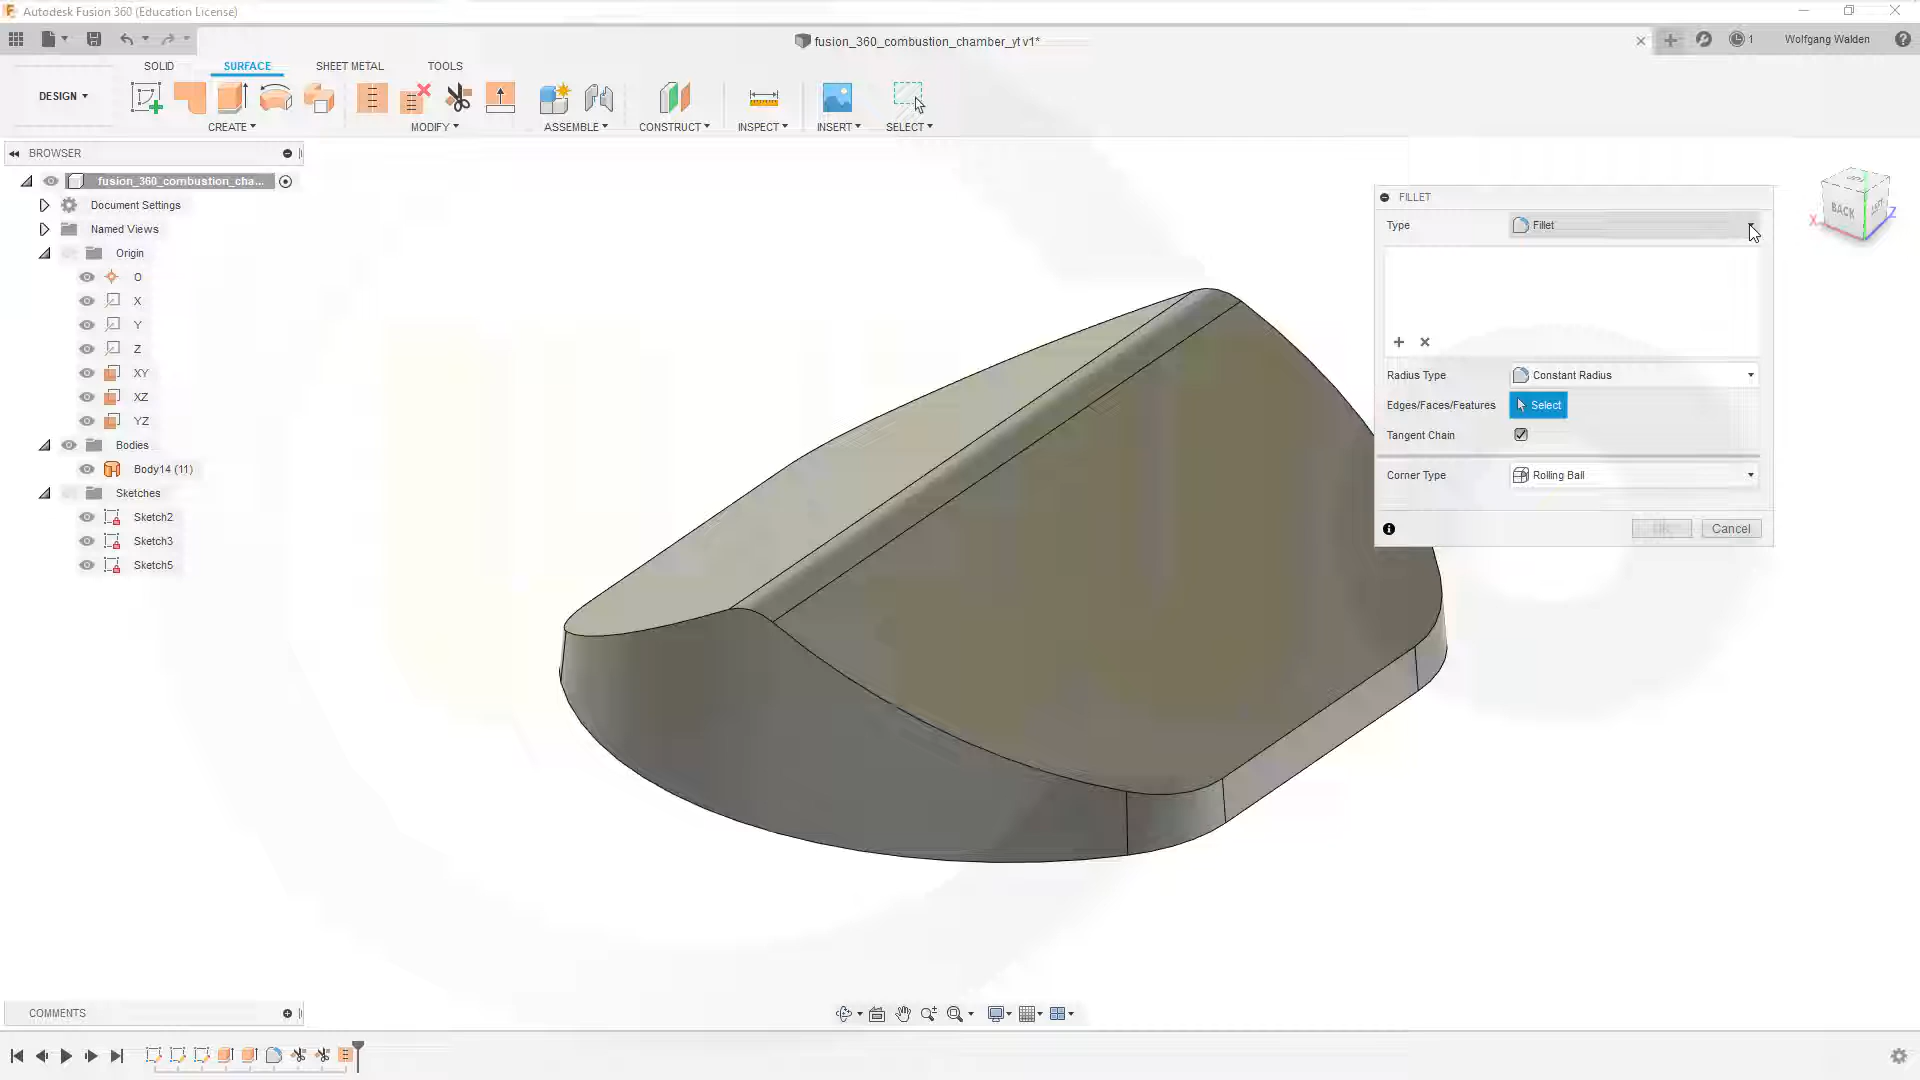 Autodesk Fusion 360 (Education License)
fusion_360_combustion_chamber_yt v1*
1
Wolfgang Walden
SOLID
SURFACE
SHEET METAL
TOOLS
DESIGN
CREATE
MODIFY
ASSEMBLE
CONSTRUCT
INSPECT
INSERT
SELECT
BROWSER
fusion_360_combustion_cha...
Document Settings
Named Views
Origin
O
X
Y
Z
XY
XZ
YZ
Bodies
Body14 (11)
Sketches
Sketch2
Sketch3
Sketch5
FILLET
Type
Fillet
Radius Type
Constant Radius
Edges/Faces/Features
Select
Tangent Chain
Corner Type
Rolling Ball
Cancel
BACK
X
Z
COMMENTS